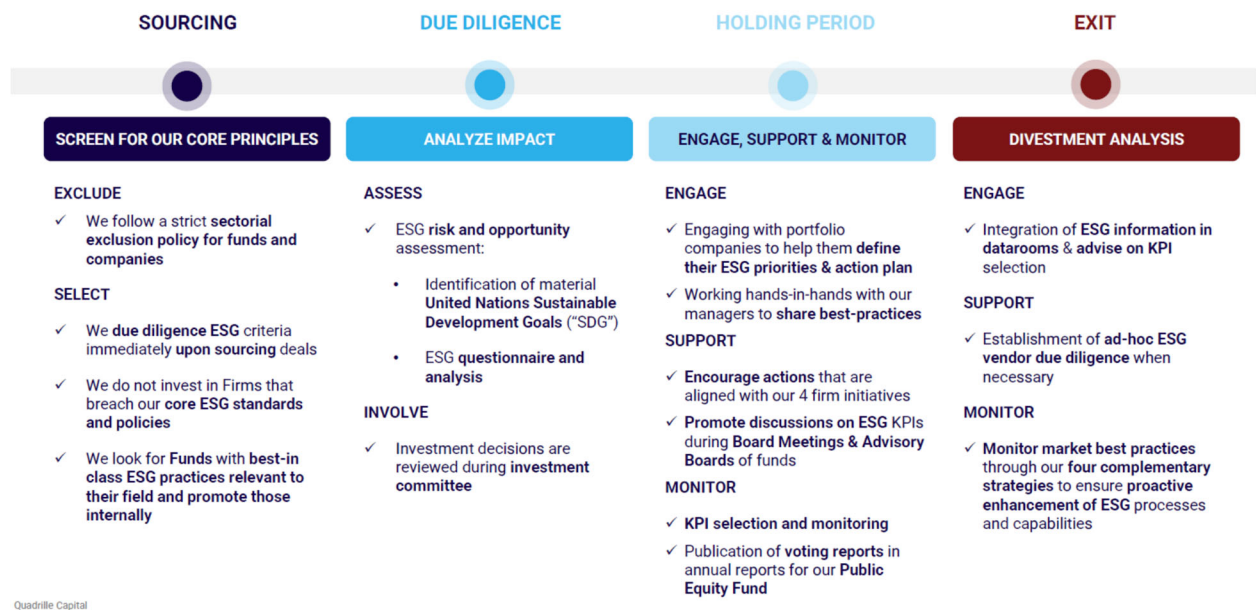 SOURCING
DUE DILIGENCE
HOLDING PERIOD
EXIT
SCREEN FOR OUR CORE PRINCIPLES
ANALYZE IMPACT
ENGAGE, SUPPORT & MONITOR
DIVESTMENT ANALYSIS
EXCLUDE
✓ We follow a strict sectorial
exclusion policy for funds and
companies
SELECT
✓ We due diligence ESG criteria
immediately upon sourcing deals
✓ We do not invest in Firms that
breach our core ESG standards
and policies
✓ We look for Funds with best-in
class ESG practices relevant to
their field and promote those
internally
ASSESS
✓ ESG risk and opportunity
assessment:
• Identification of material
United Nations Sustainable
Development Goals (“SDG”)
• ESG questionnaire and
analysis
INVOLVE
✓ Investment decisions are
reviewed during investment
committee
ENGAGE
✓ Engaging with portfolio
companies to help them define
their ESG priorities & action plan
✓ Working hands-in-hands with our
managers to share best-practices
SUPPORT
✓ Encourage actions that are
aligned with our 4 firm initiatives
✓ Promote discussions on ESG KPIs
during Board Meetings & Advisory
Boards of funds
MONITOR
✓ KPI selection and monitoring
✓ Publication of voting reports in
annual reports for our Public
Equity Fund
ENGAGE
✓ Integration of ESG information in
datarooms & advise on KPI
selection
SUPPORT
✓ Establishment of ad-hoc ESG
vendor due diligence when
necessary
MONITOR
✓ Monitor market best practices
through our four complementary
strategies to ensure proactive
enhancement of ESG processes
and capabilities
Quadrille Capital